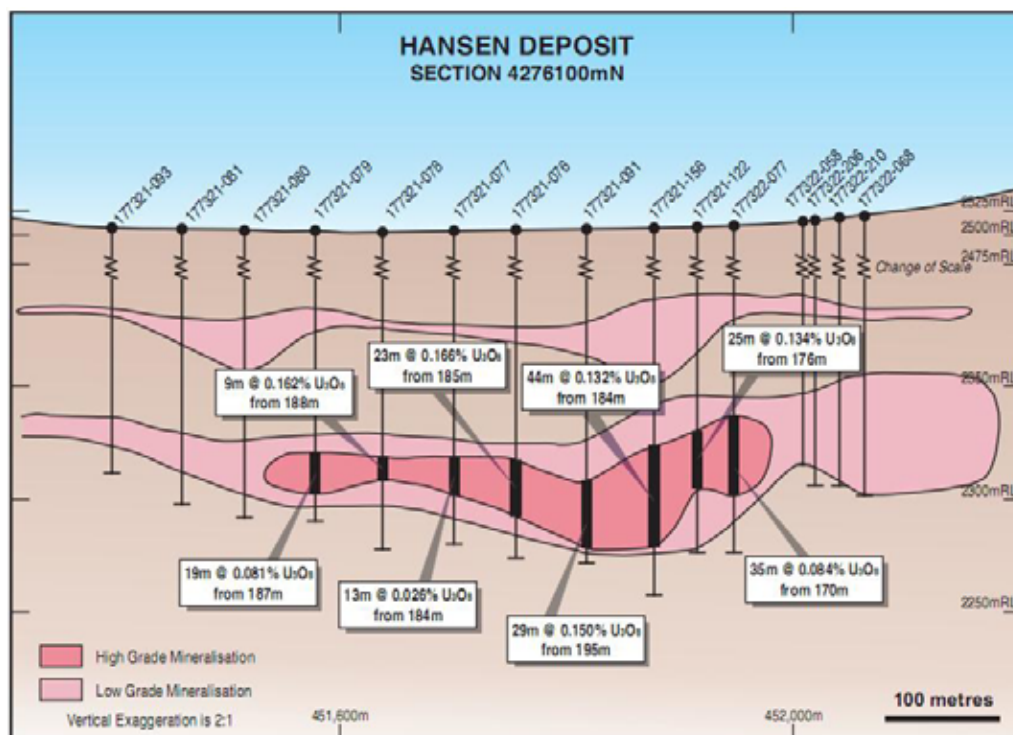 HANSEN DEPOSIT
SECTION 4276100mN
177321-093
177321-081
177321-080
177321-079
177321-078
177321-077
177321-076
177321-091
177321-156
177321-122
177322-077
177322-058
177322-206
177322-210
177322-068
2525mRL
2500mRL
2475mRL
Change of Scale
25m @ 0.134% U₃O₈
from 176m
23m @ 0.166% U₃O₈
from 185m
44m @ 0.132% U₃O₈
from 184m
9m @ 0.162% U₃O₈
from 188m
2350mRL
2300mRL
19m @ 0.081% U₃O₈
from 187m
13m @ 0.026% U₃O₈
from 184m
29m @ 0.150% U₃O₈
from 195m
35m @ 0.084% U₃O₈
from 170m
2250mRL
High Grade Mineralisation
Low Grade Mineralisation
Vertical Exaggeration is 2:1
451,600m
452,000m
100 metres